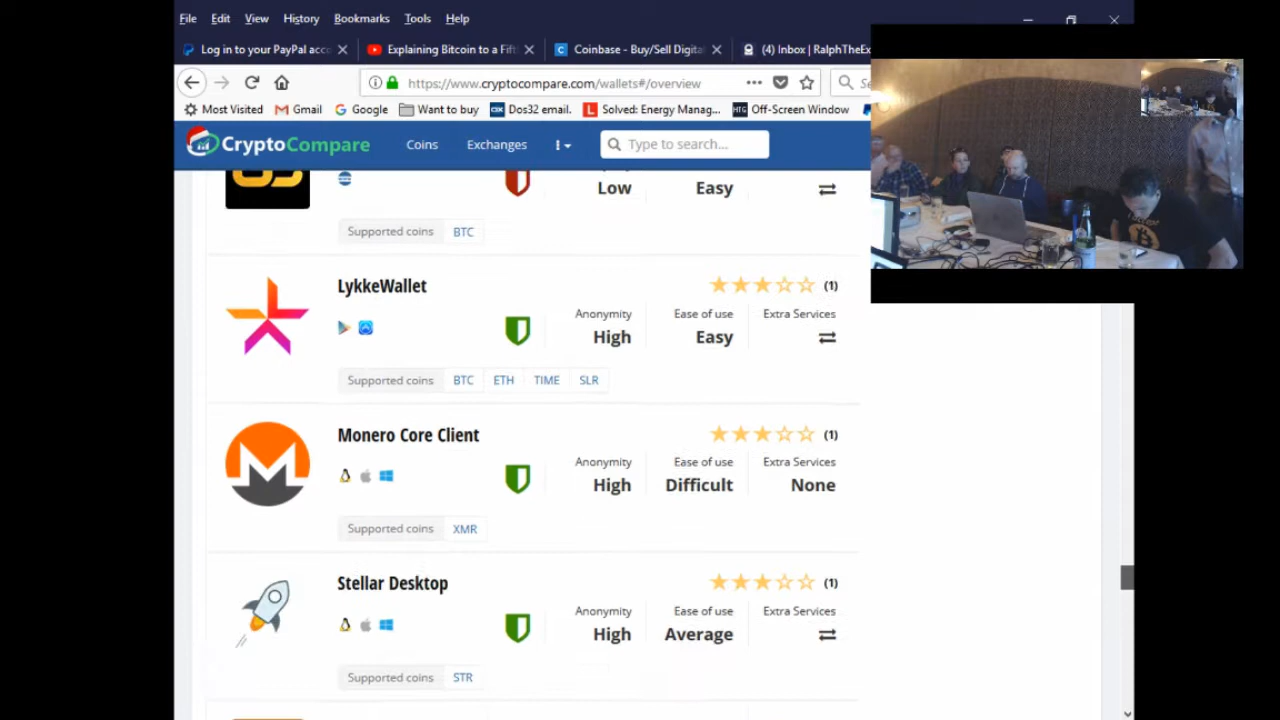 File Edit View History Bookmarks Tools Help
Log in to your PayPal acc Explaining Bitcoin to a Fift Coinbase - Buy/Sell Digita (4) Inbox | RalphTheEx
https://www.cryptocompare.com/wallets#/overview
Most Visited Gmail Google Want to buy Dos32 email. Solved: Energy Manag... Off-Screen Window
CryptoCompare Coins Exchanges Type to search...
Low Easy
Supported coins BTC
LykkeWallet (1)
Anonymity Ease of use Extra Services
High Easy
Supported coins BTC ETH TIME SLR
Monero Core Client (1)
Anonymity Ease of use Extra Services
High Difficult None
Supported coins XMR
Stellar Desktop (1)
Anonymity Ease of use Extra Services
High Average
Supported coins STR